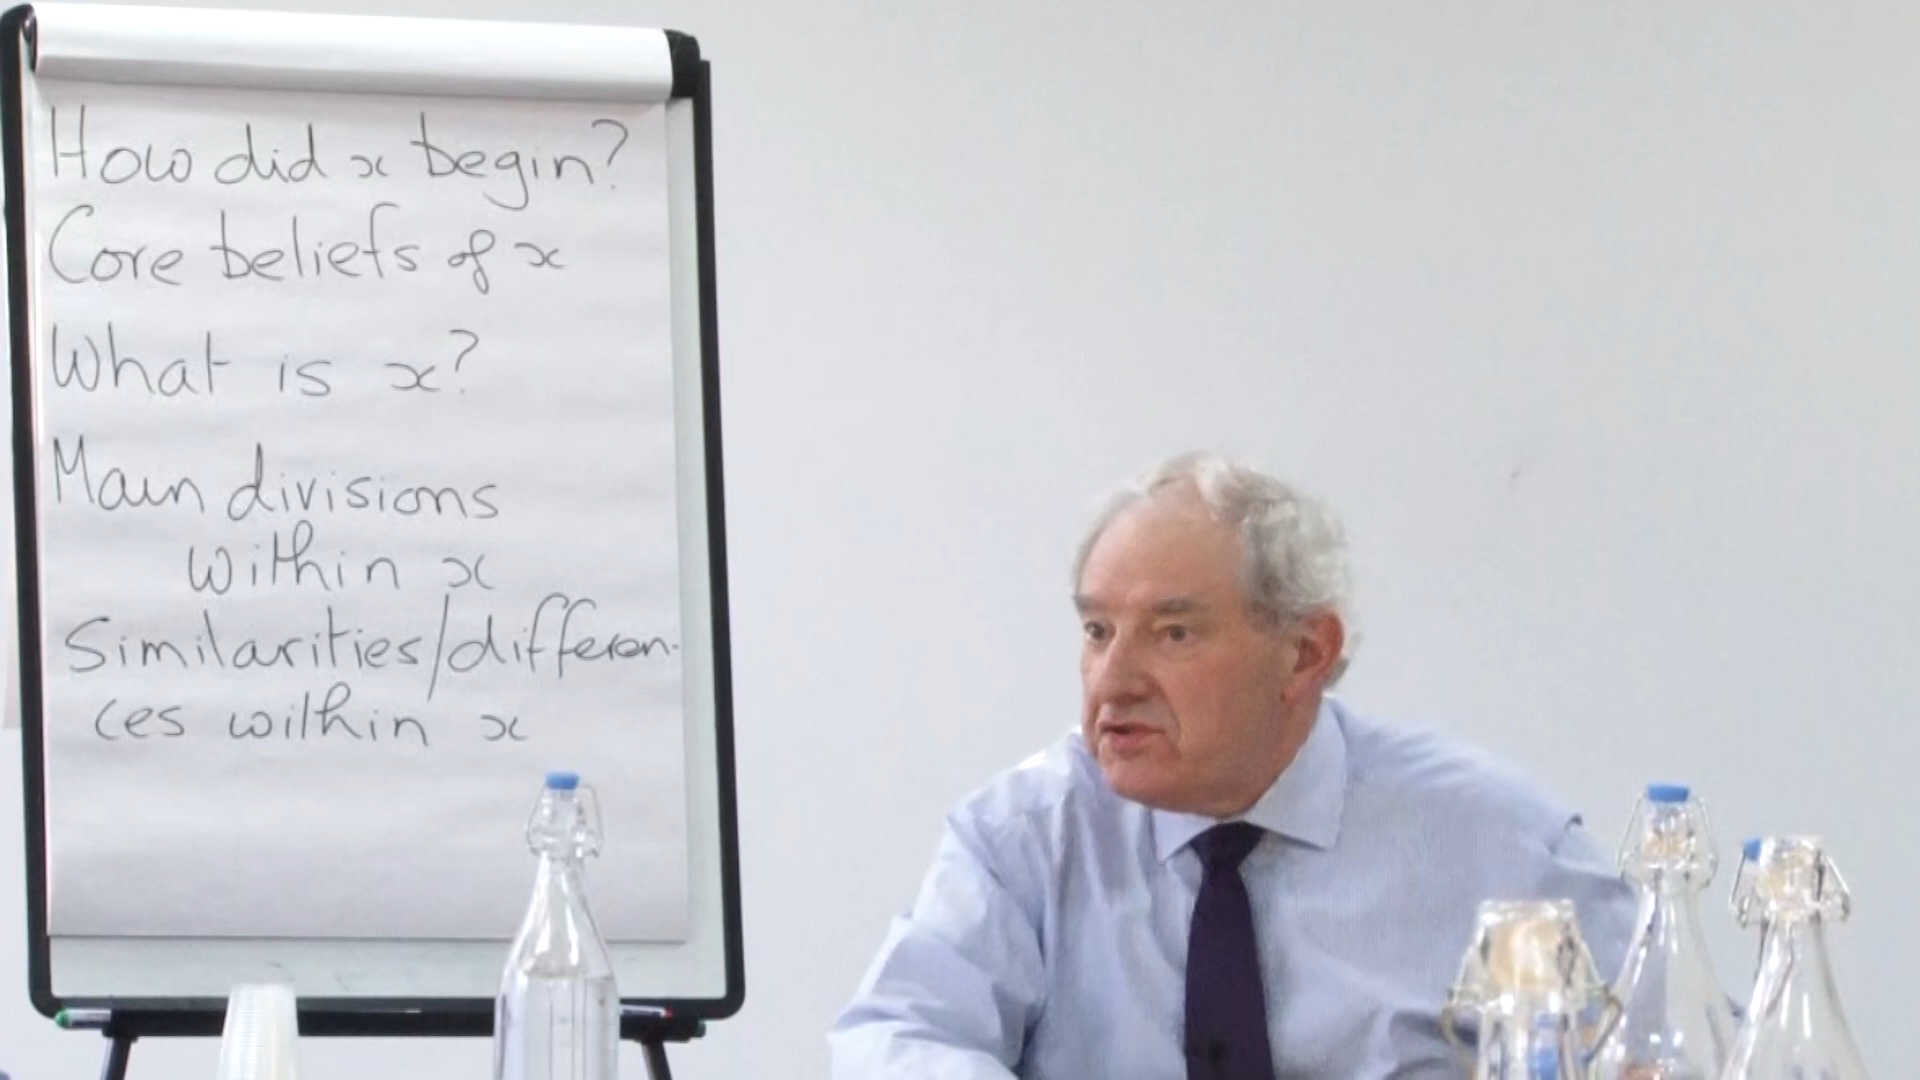 How did x begin?
Core beliefs of x
What is x?
Main divisions
within x
Similarities/differen-
ces within x